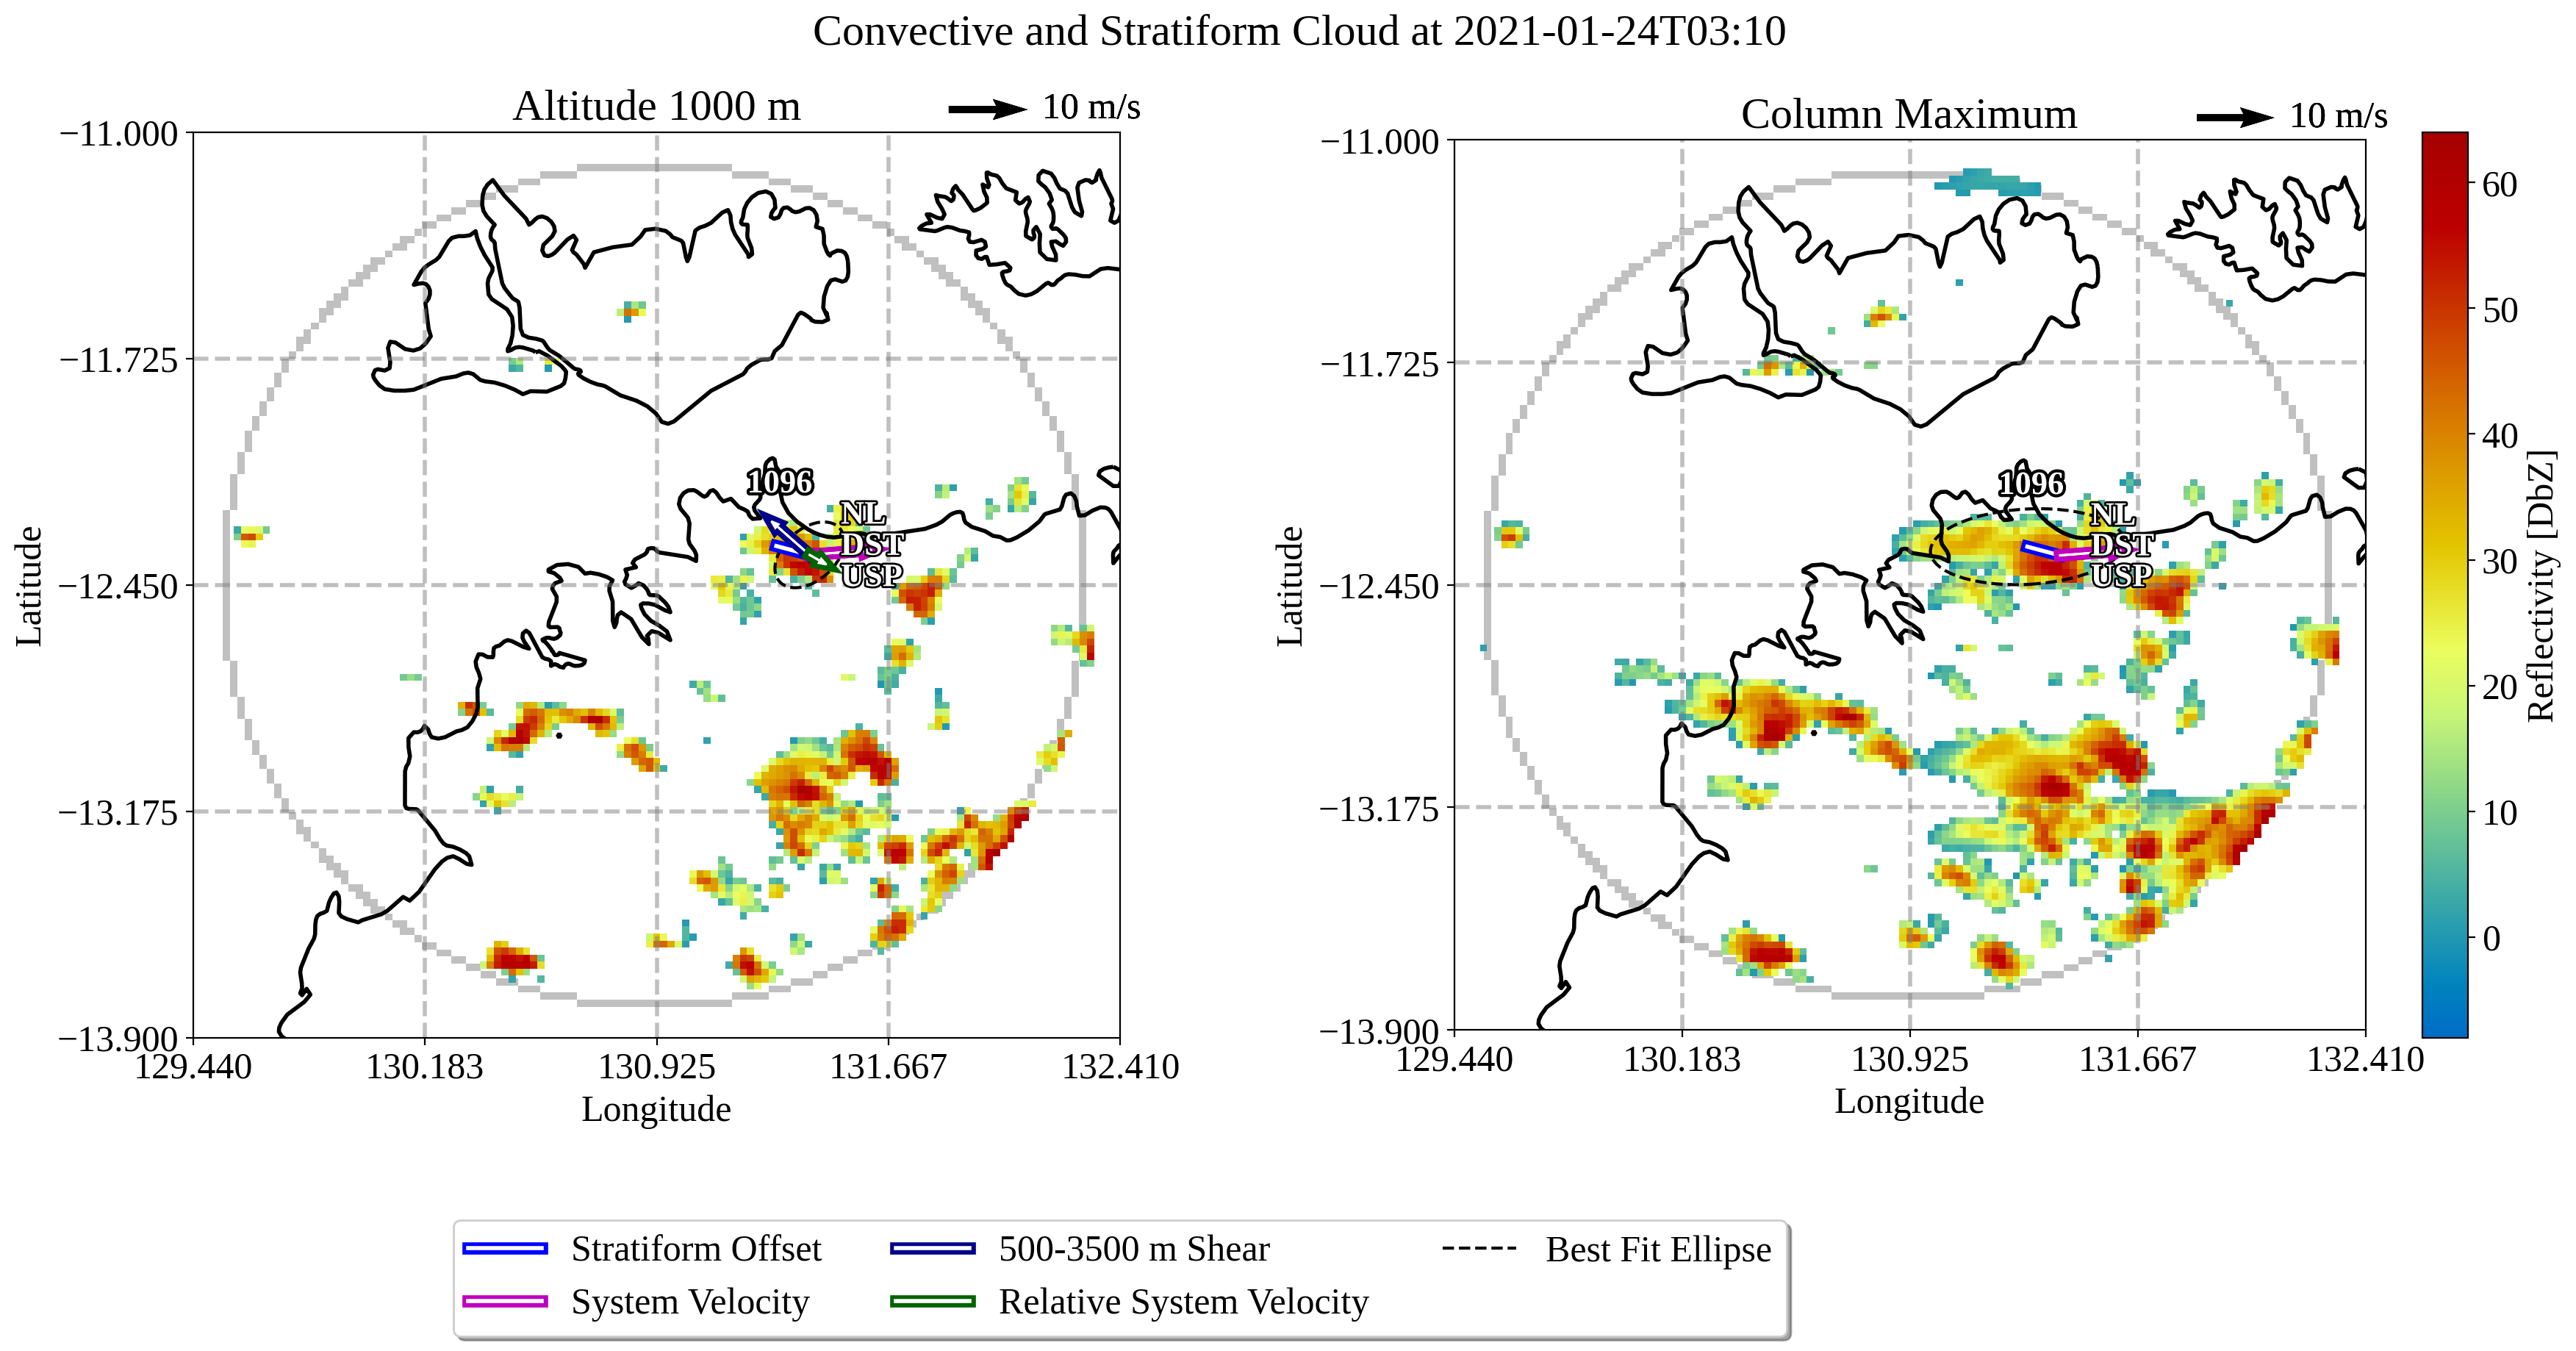 Convective and Stratiform Cloud at 2021-01-24T03:10
Altitude 1000 m
10 m/s
−11.000
−11.725
−12.450
−13.175
−13.900
Latitude
129.440
130.183
130.925
131.667
132.410
Longitude
1096
NL
DST
USP
Column Maximum
10 m/s
−11.000
−11.725
−12.450
−13.175
−13.900
Latitude
129.440
130.183
130.925
131.667
132.410
Longitude
1096
NL
DST
USP
60
50
40
30
20
10
0
Reflectivity [DbZ]
Stratiform Offset
System Velocity
500-3500 m Shear
Relative System Velocity
Best Fit Ellipse